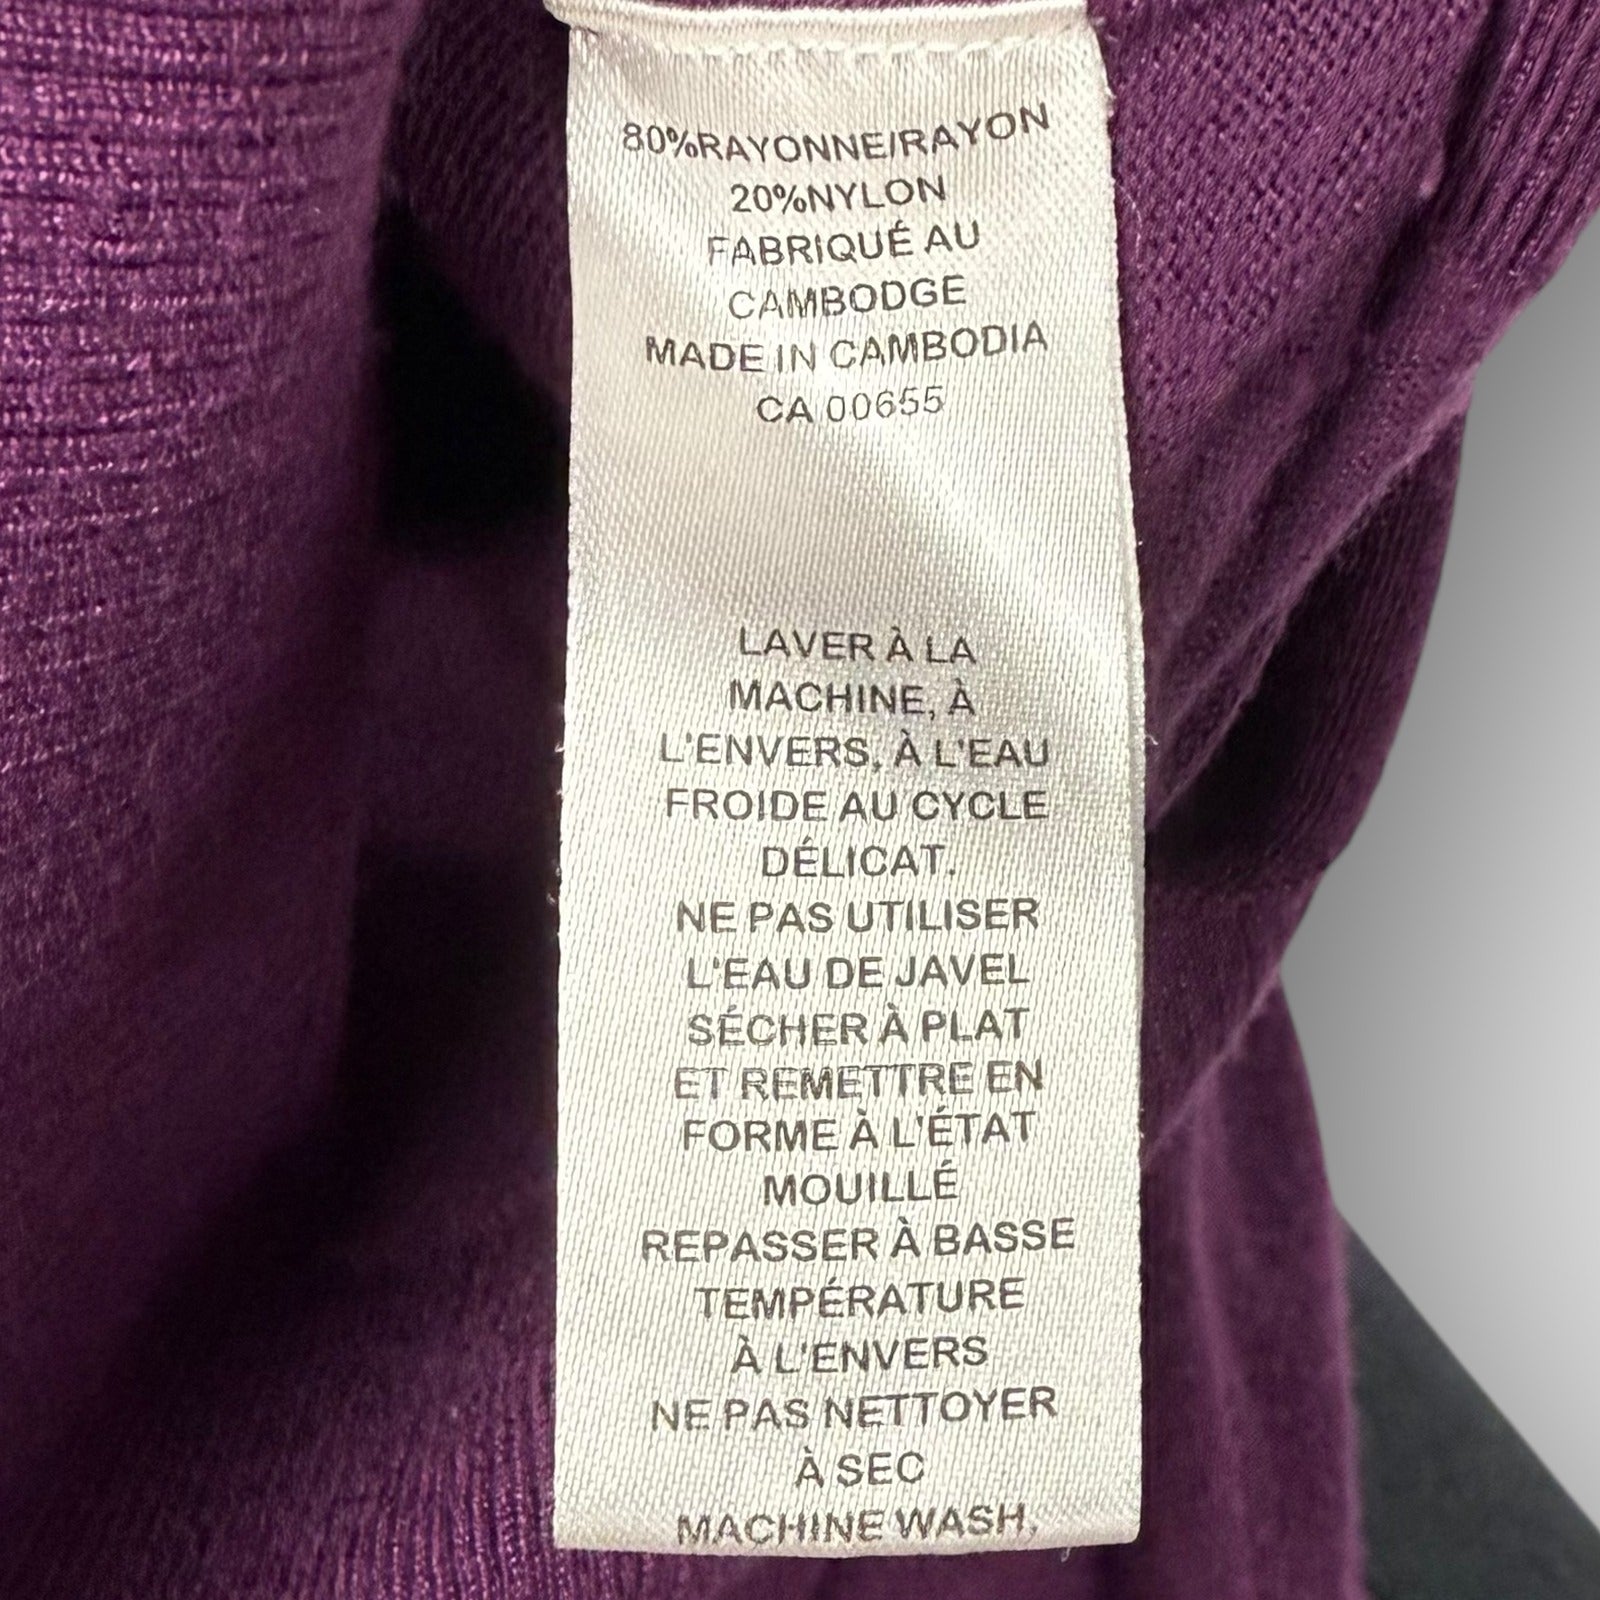 80%RAYONNE/RAYON
20%NYLON
FABRIQUÉ AU
CAMBODGE
MADE IN CAMBODIA
CA 00655
LAVER À LA
MACHINE, À
L'ENVERS, À L'EAU
FROIDE AU CYCLE
DÉLICAT.
NE PAS UTILISER
L'EAU DE JAVEL
SÉCHER À PLAT
ET REMETTRE EN
FORME À L'ÉTAT
MOUILLÉ
REPASSER À BASSE
TEMPÉRATURE
À L'ENVERS
NE PAS NETTOYER
À SEC
MACHINE WASH,